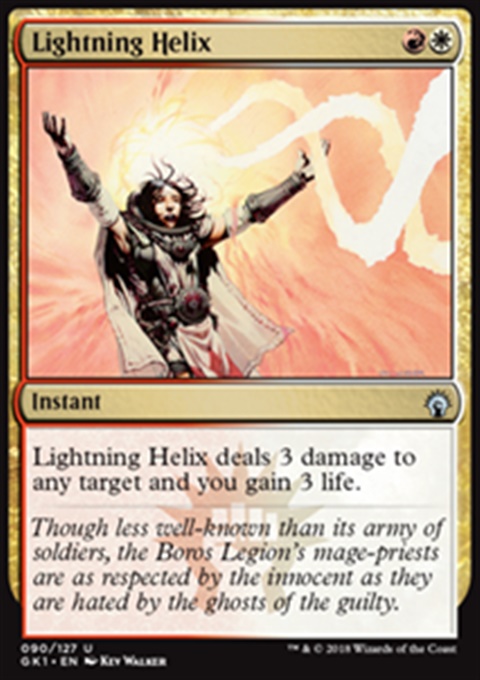 Lightning Helix
Instant
Lightning Helix deals 3 damage to
any target and you gain 3 life.
Though less well-known than its army of
soldiers, the Boros Legion's mage-priests
are as respected by the innocent as they
are hated by the ghosts of the guilty.
090/127 U
GK1 • EN Kev Walker
™ & © 2018 Wizards of the Coast